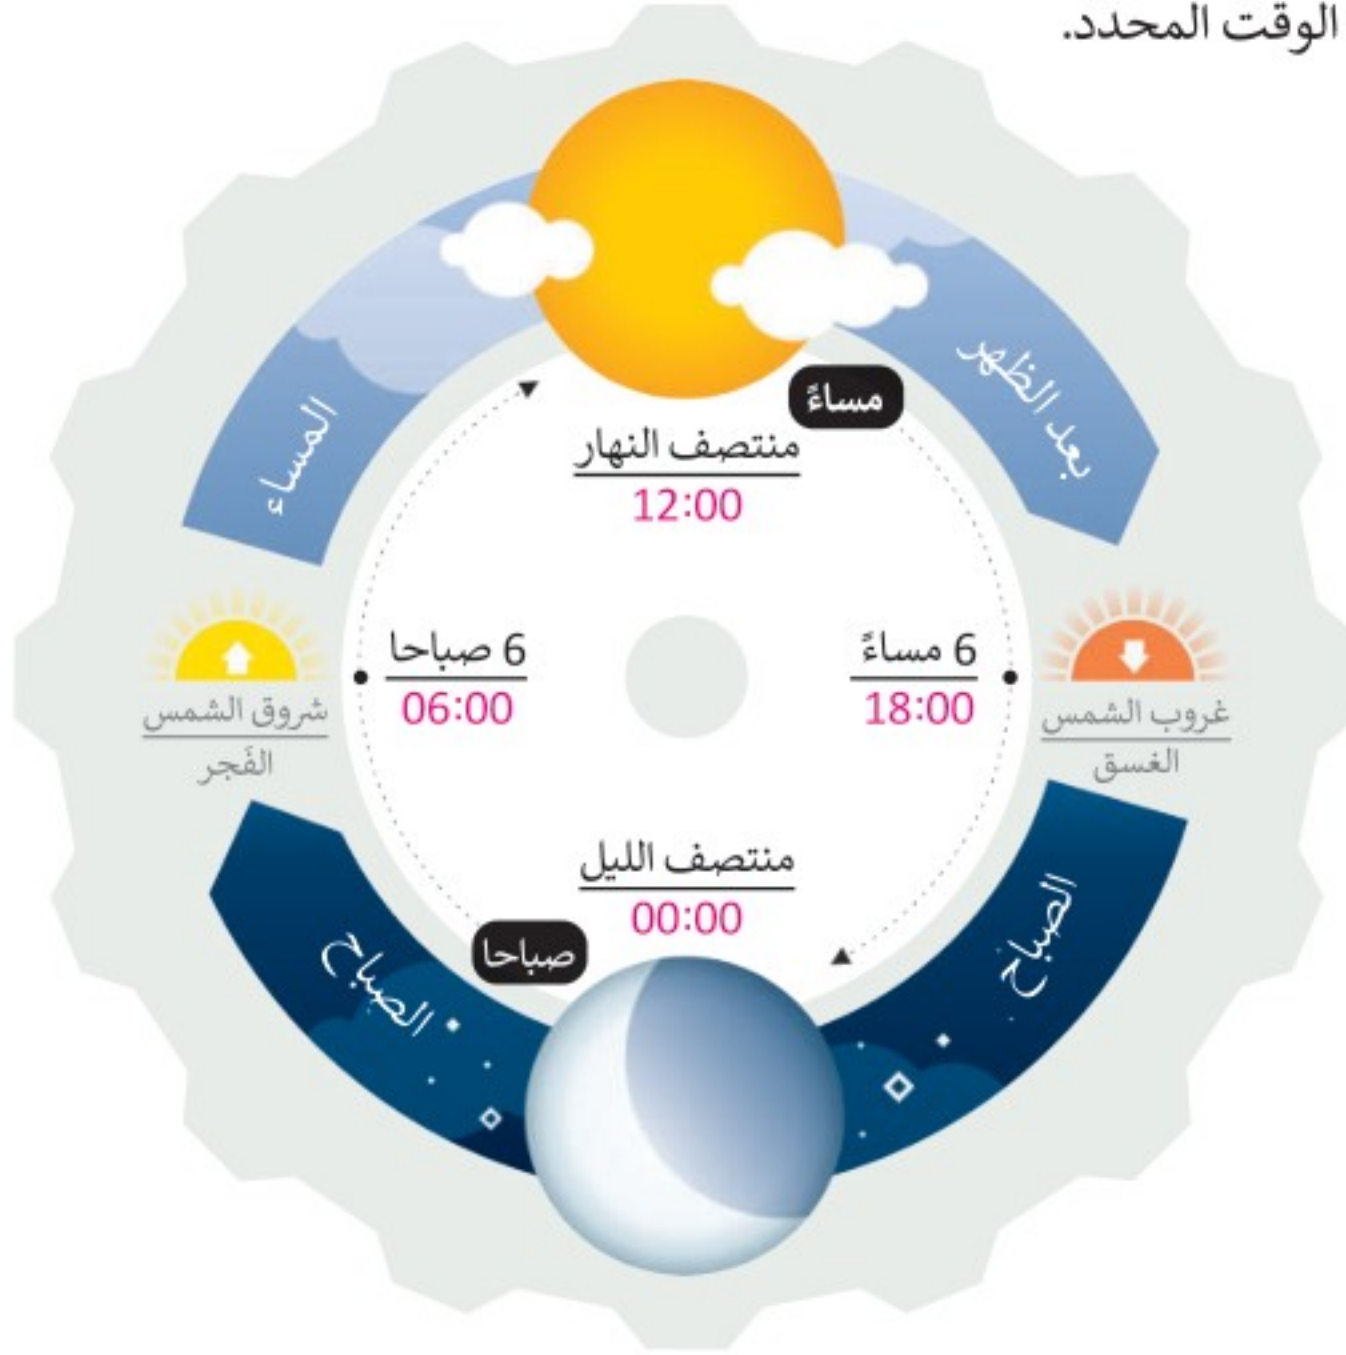 الوقت المحدد.
بعد الظهر
المساء
مساءً
منتصف النهار
12:00
6 مساءً
18:00
6 صباحا
06:00
غروب الشمس
الغسق
شروق الشمس
الفَجر
منتصف الليل
00:00
صباحا
الصباح
الصباح